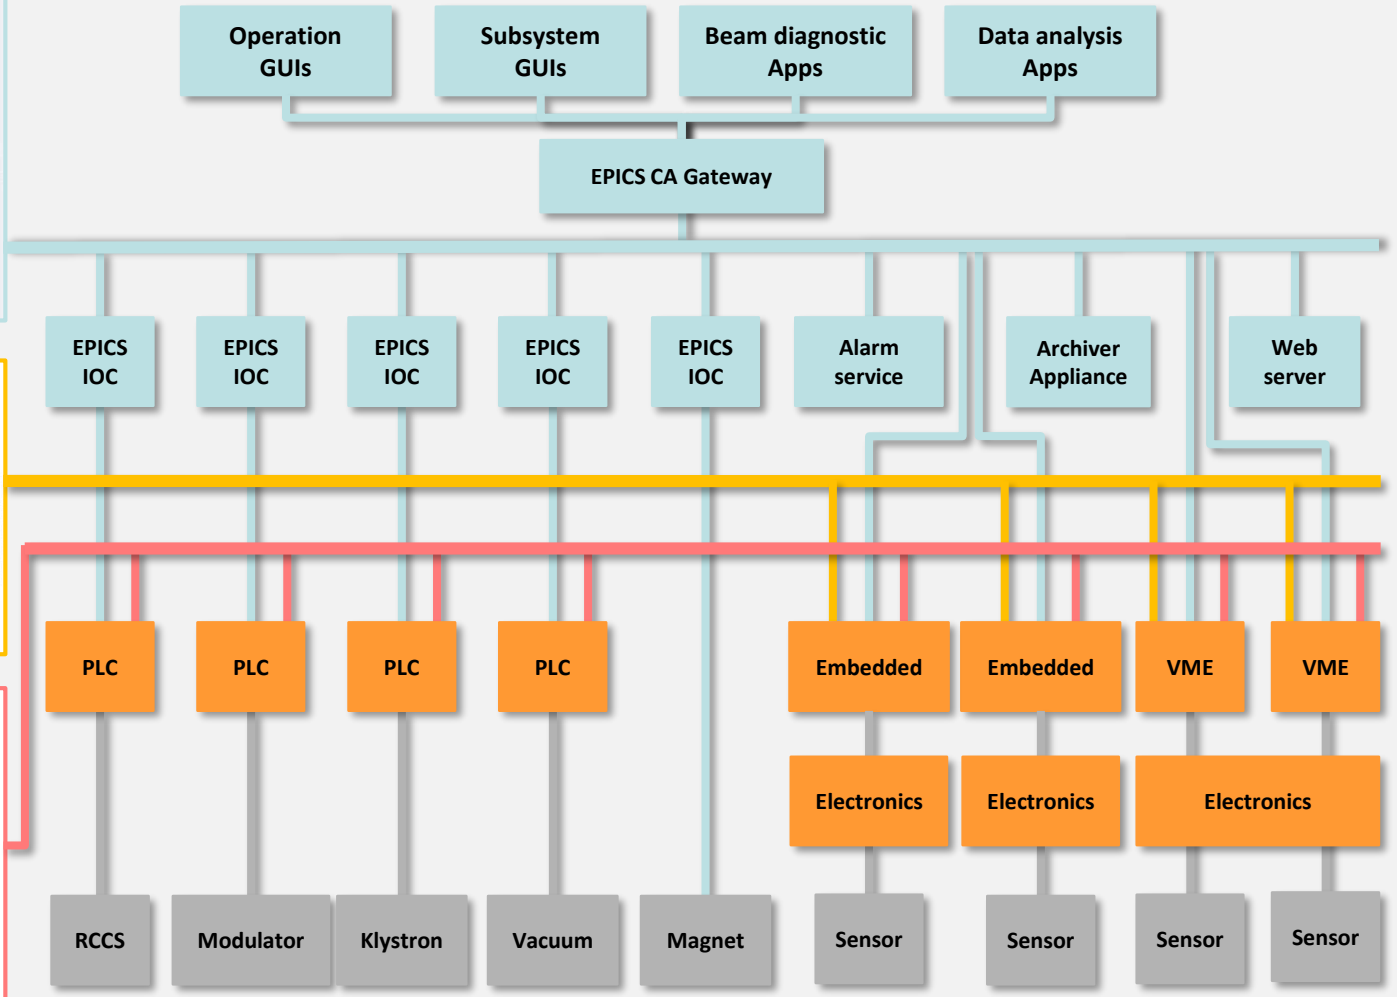 Operation
GUIs
Subsystem
GUIs
Beam diagnostic
Apps
Data analysis
Apps
EPICS CA Gateway
EPICS
IOC
EPICS
IOC
EPICS
IOC
EPICS
IOC
EPICS
IOC
Alarm
service
Archiver
Appliance
Web
server
PLC
PLC
PLC
PLC
Embedded
Embedded
VME
VME
Electronics
Electronics
Electronics
RCCS
Modulator
Klystron
Vacuum
Magnet
Sensor
Sensor
Sensor
Sensor